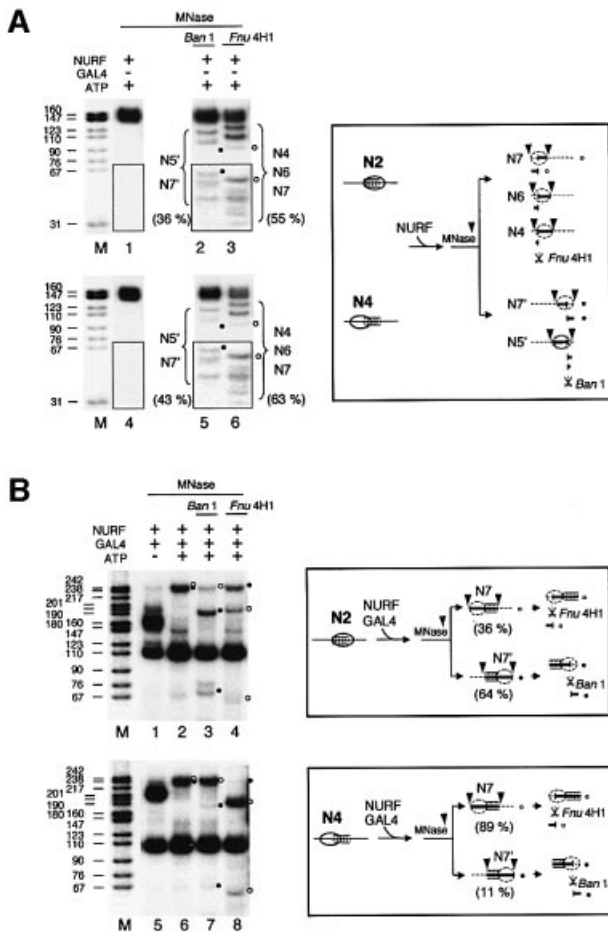 A
MNase
Ban 1 Fnu 4H1
NURF + + +
GAL4 - - -
ATP + + +
160
147
123
110
90
76
67
31
N5'
N7'
(36 %)
N4
N6
N7
(55 %)
M 1 2 3
147
123
110
90
67
31
N5'
N7'
(43 %)
N4
N6
N7
(63 %)
M 4 5 6
N2
N4
NURF
MNase
N7
N6
N4
Fnu 4H1
N7'
N5'
Ban 1
B
MNase
Ban 1 Fnu 4H1
NURF + + + +
GAL4 + + + +
ATP - + + +
242
238
217
201
190
180
160
147
123
110
90
76
67
M 1 2 3 4
242
238
217
201
190
180
160
147
123
110
90
76
67
M 5 6 7 8
N2
NURF
GAL4
MNase
N7
(36 %)
Fnu 4H1
N7'
(64 %)
Ban 1
N4
NURF
GAL4
MNase
N7
(89 %)
Fnu 4H1
N7'
(11 %)
Ban 1